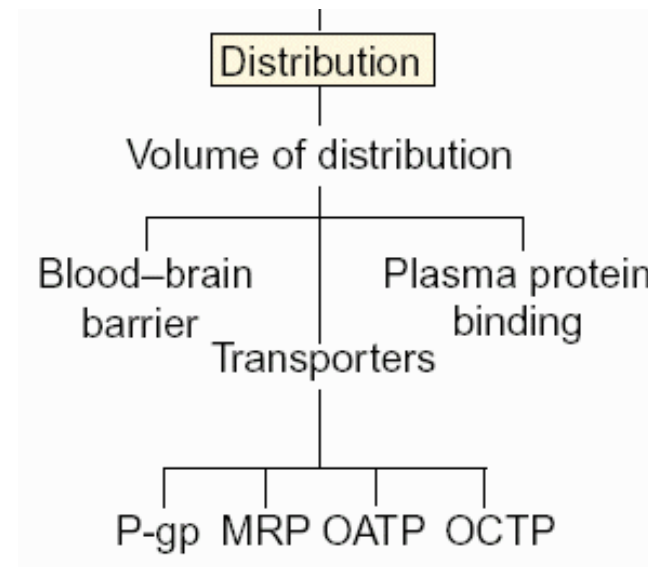 Distribution
Volume of distribution
Blood–brain
barrier
Plasma protein
binding
Transporters
P-gp MRP OATP OCTP